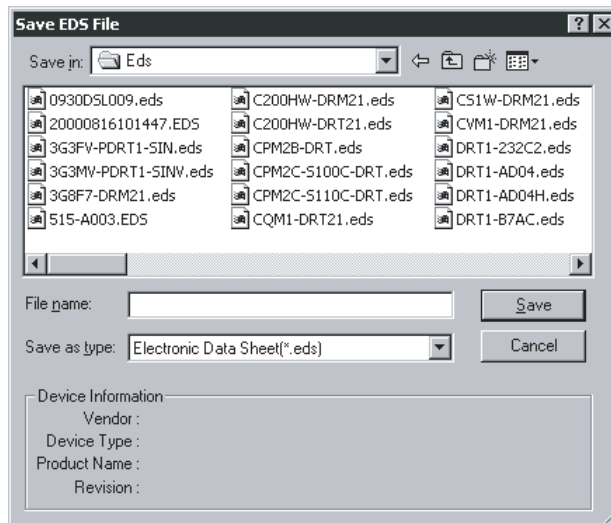 Save EDS File
Save in: Eds
0930DSL009.eds
20000816101447.EDS
3G3FV-PDRT1-SIN.eds
3G3MV-PDRT1-SINV.eds
3G8F7-DRM21.eds
515-A003.EDS
C200HW-DRM21.eds
C200HW-DRT21.eds
CPM2B-DRT.eds
CPM2C-S100C-DRT.eds
CPM2C-S110C-DRT.eds
CQM1-DRT21.eds
CS1W-DRM21.eds
CVM1-DRM21.eds
DRT1-232C2.eds
DRT1-AD04.eds
DRT1-AD04H.eds
DRT1-B7AC.eds
File name:
Save
Save as type: Electronic Data Sheet(*.eds)
Cancel
Device Information
Vendor :
Device Type :
Product Name :
Revision :